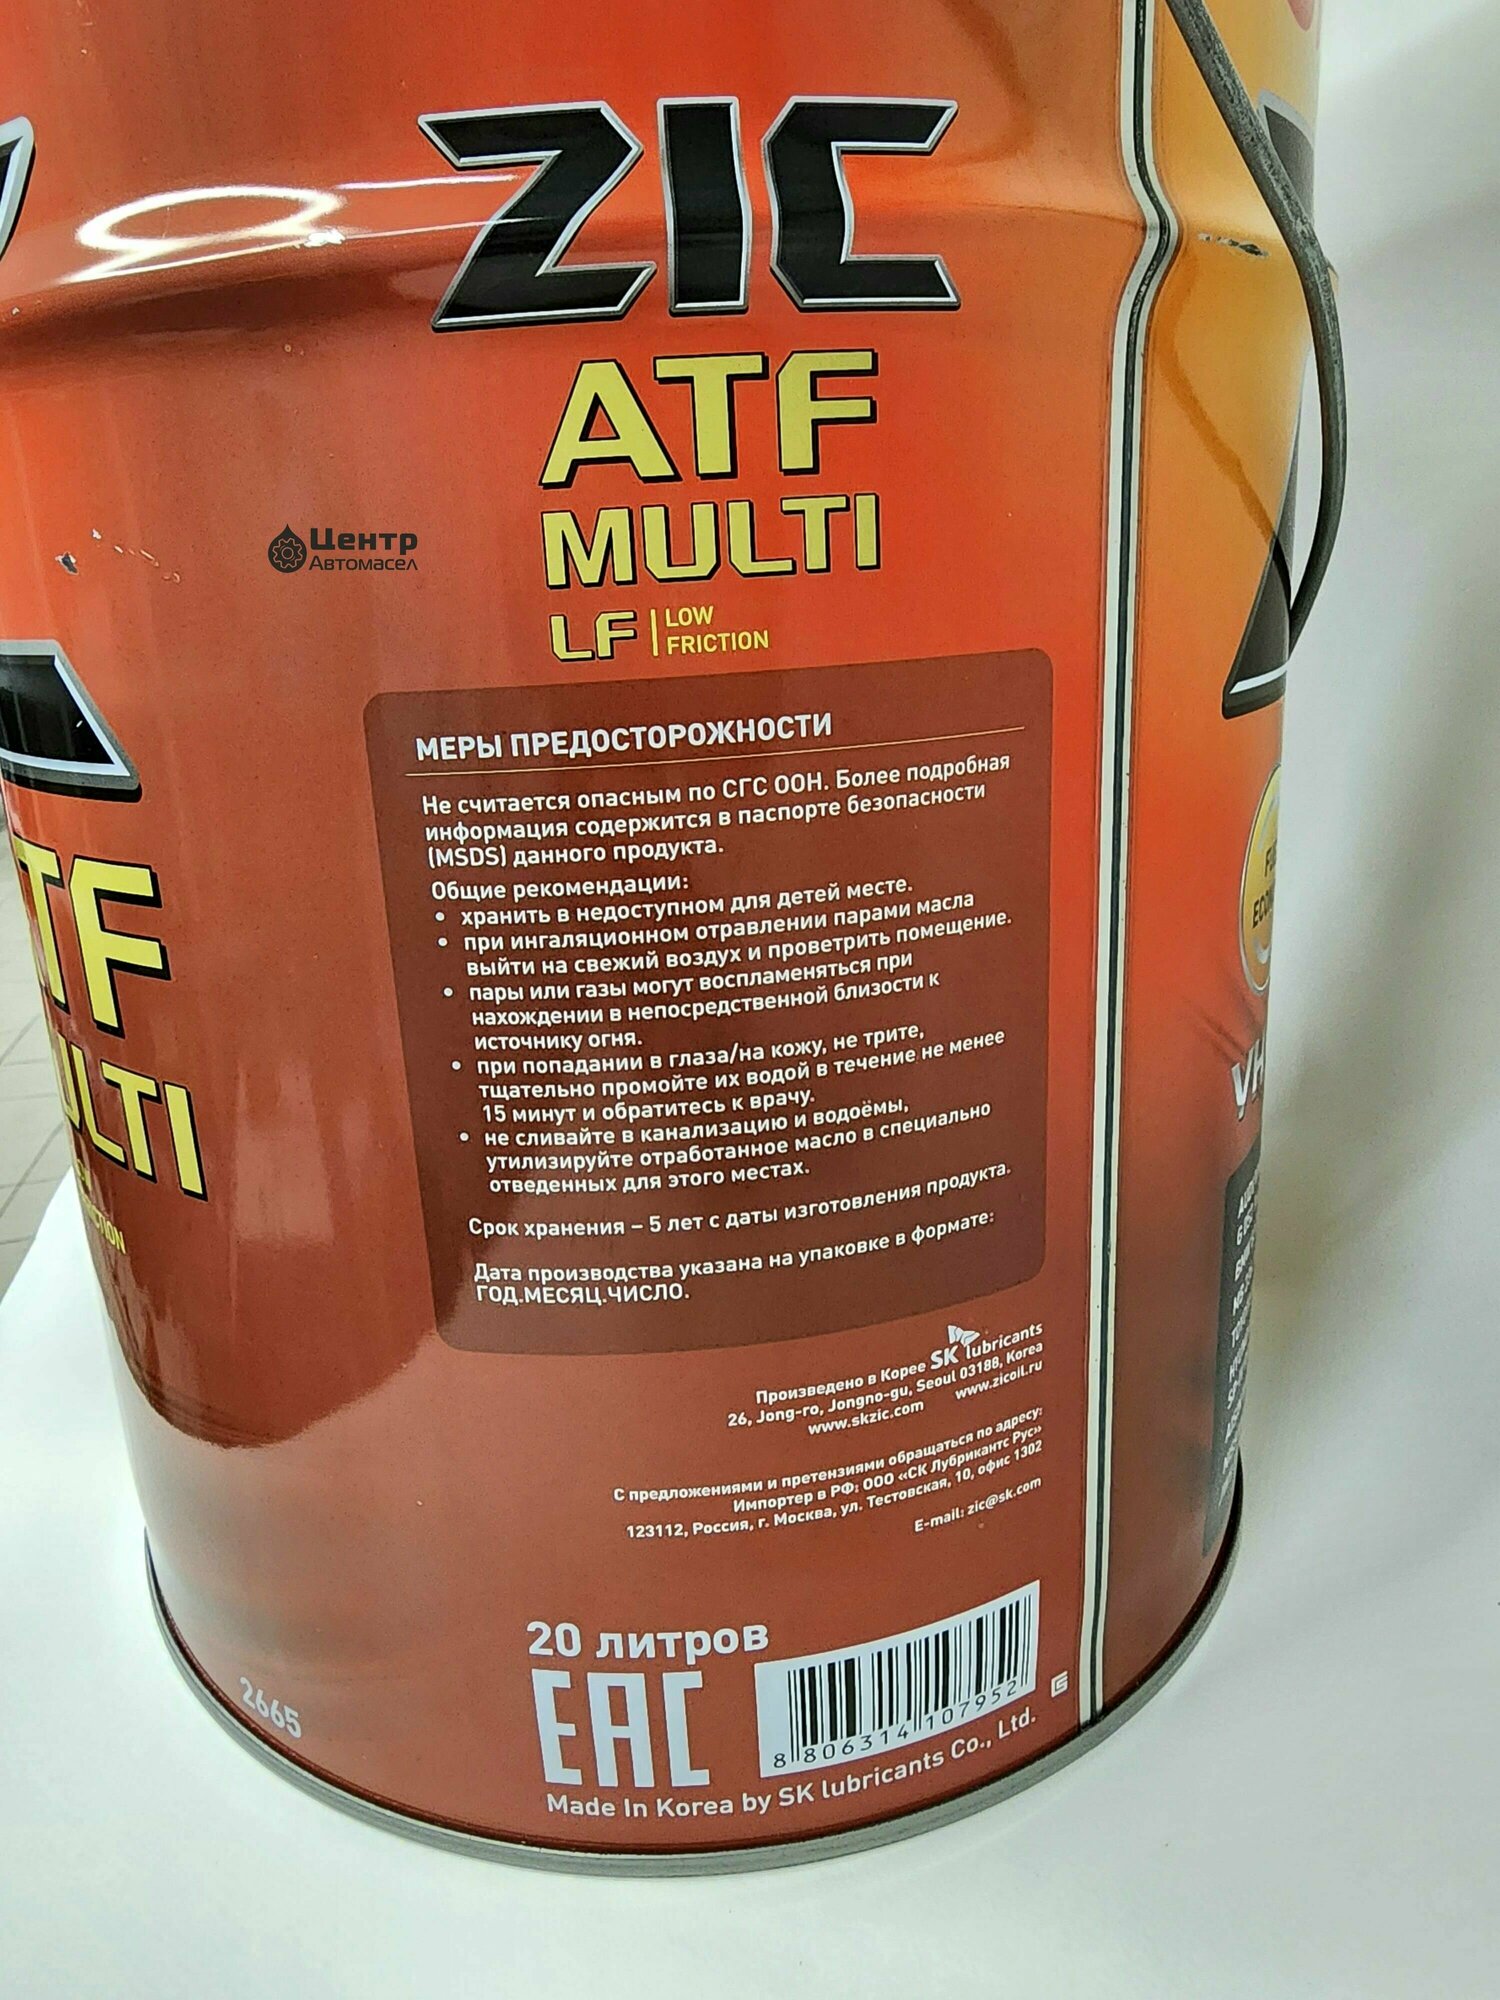 ZIC
ATF
MULTI
LF LOW
FRICTION
Центр
Автомасел
МЕРЫ ПРЕДОСТОРОЖНОСТИ
Не считается опасным по СГС ООН. Более подробная
информация содержится в паспорте безопасности
(MSDS) данного продукта.
Общие рекомендации:
• хранить в недоступном для детей месте.
• при ингаляционном отравлении парами масла
выйти на свежий воздух и проветрить помещение.
• пары или газы могут воспламеняться при
нахождении в непосредственной близости к
источнику огня.
• при попадании в глаза/на кожу, не трите,
тщательно промойте их водой в течение не менее
15 минут и обратитесь к врачу.
• не сливайте в канализацию и водоёмы,
утилизируйте отработанное масло в специально
отведенных для этого местах.
Срок хранения – 5 лет с даты изготовления продукта.
Дата производства указана на упаковке в формате:
ГОД.МЕСЯЦ.ЧИСЛО.
Произведено в Корее SK lubricants
26, Jong-ro, Jongno-gu, Seoul 03188, Korea
www.skzic.com www.zicoil.ru
С предложениями и претензиями обращаться по адресу:
Импортер в РФ: ООО «СК Лубрикантс Рус»
123112, Россия, г. Москва, ул. Тестовская, 10, офис 1302
E-mail: zic@sk.com
20 литров
EAC
8 806314 107952
Made In Korea by SK lubricants Co., Ltd.
2665